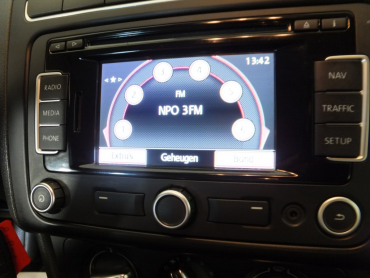 13:42
RADIO
NAV
FM
MEDIA
TRAFFIC
NPO 3FM
PHONE
SETUP
Geheugen